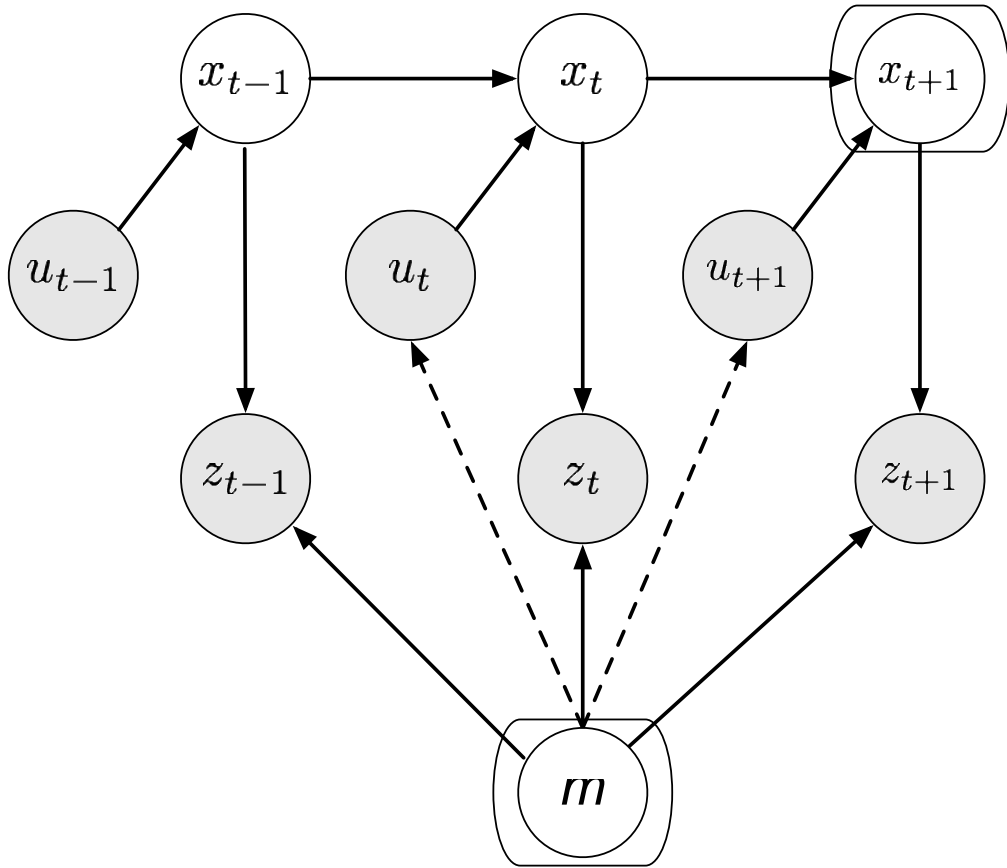 x_{t−1} x_t x_{t+1}
u_{t−1} u_t u_{t+1}
z_{t−1} z_t z_{t+1}
m